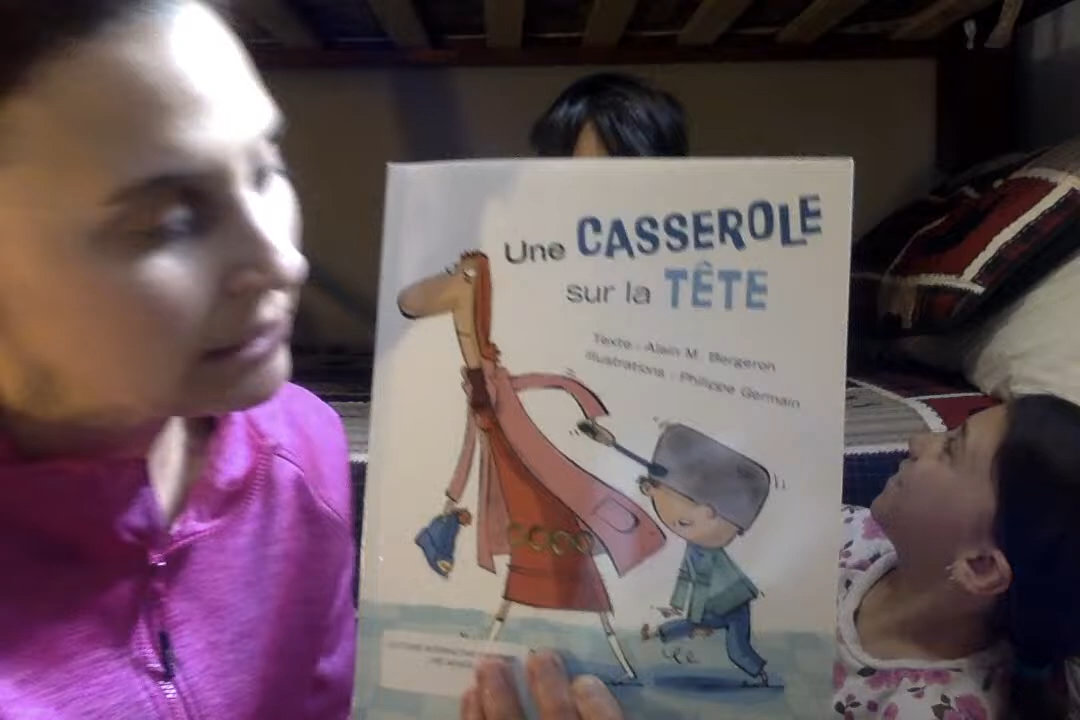 Une CASSEROLE
sur la TÊTE
Texte : Alain M. Bergeron
Illustrations : Philippe Germain